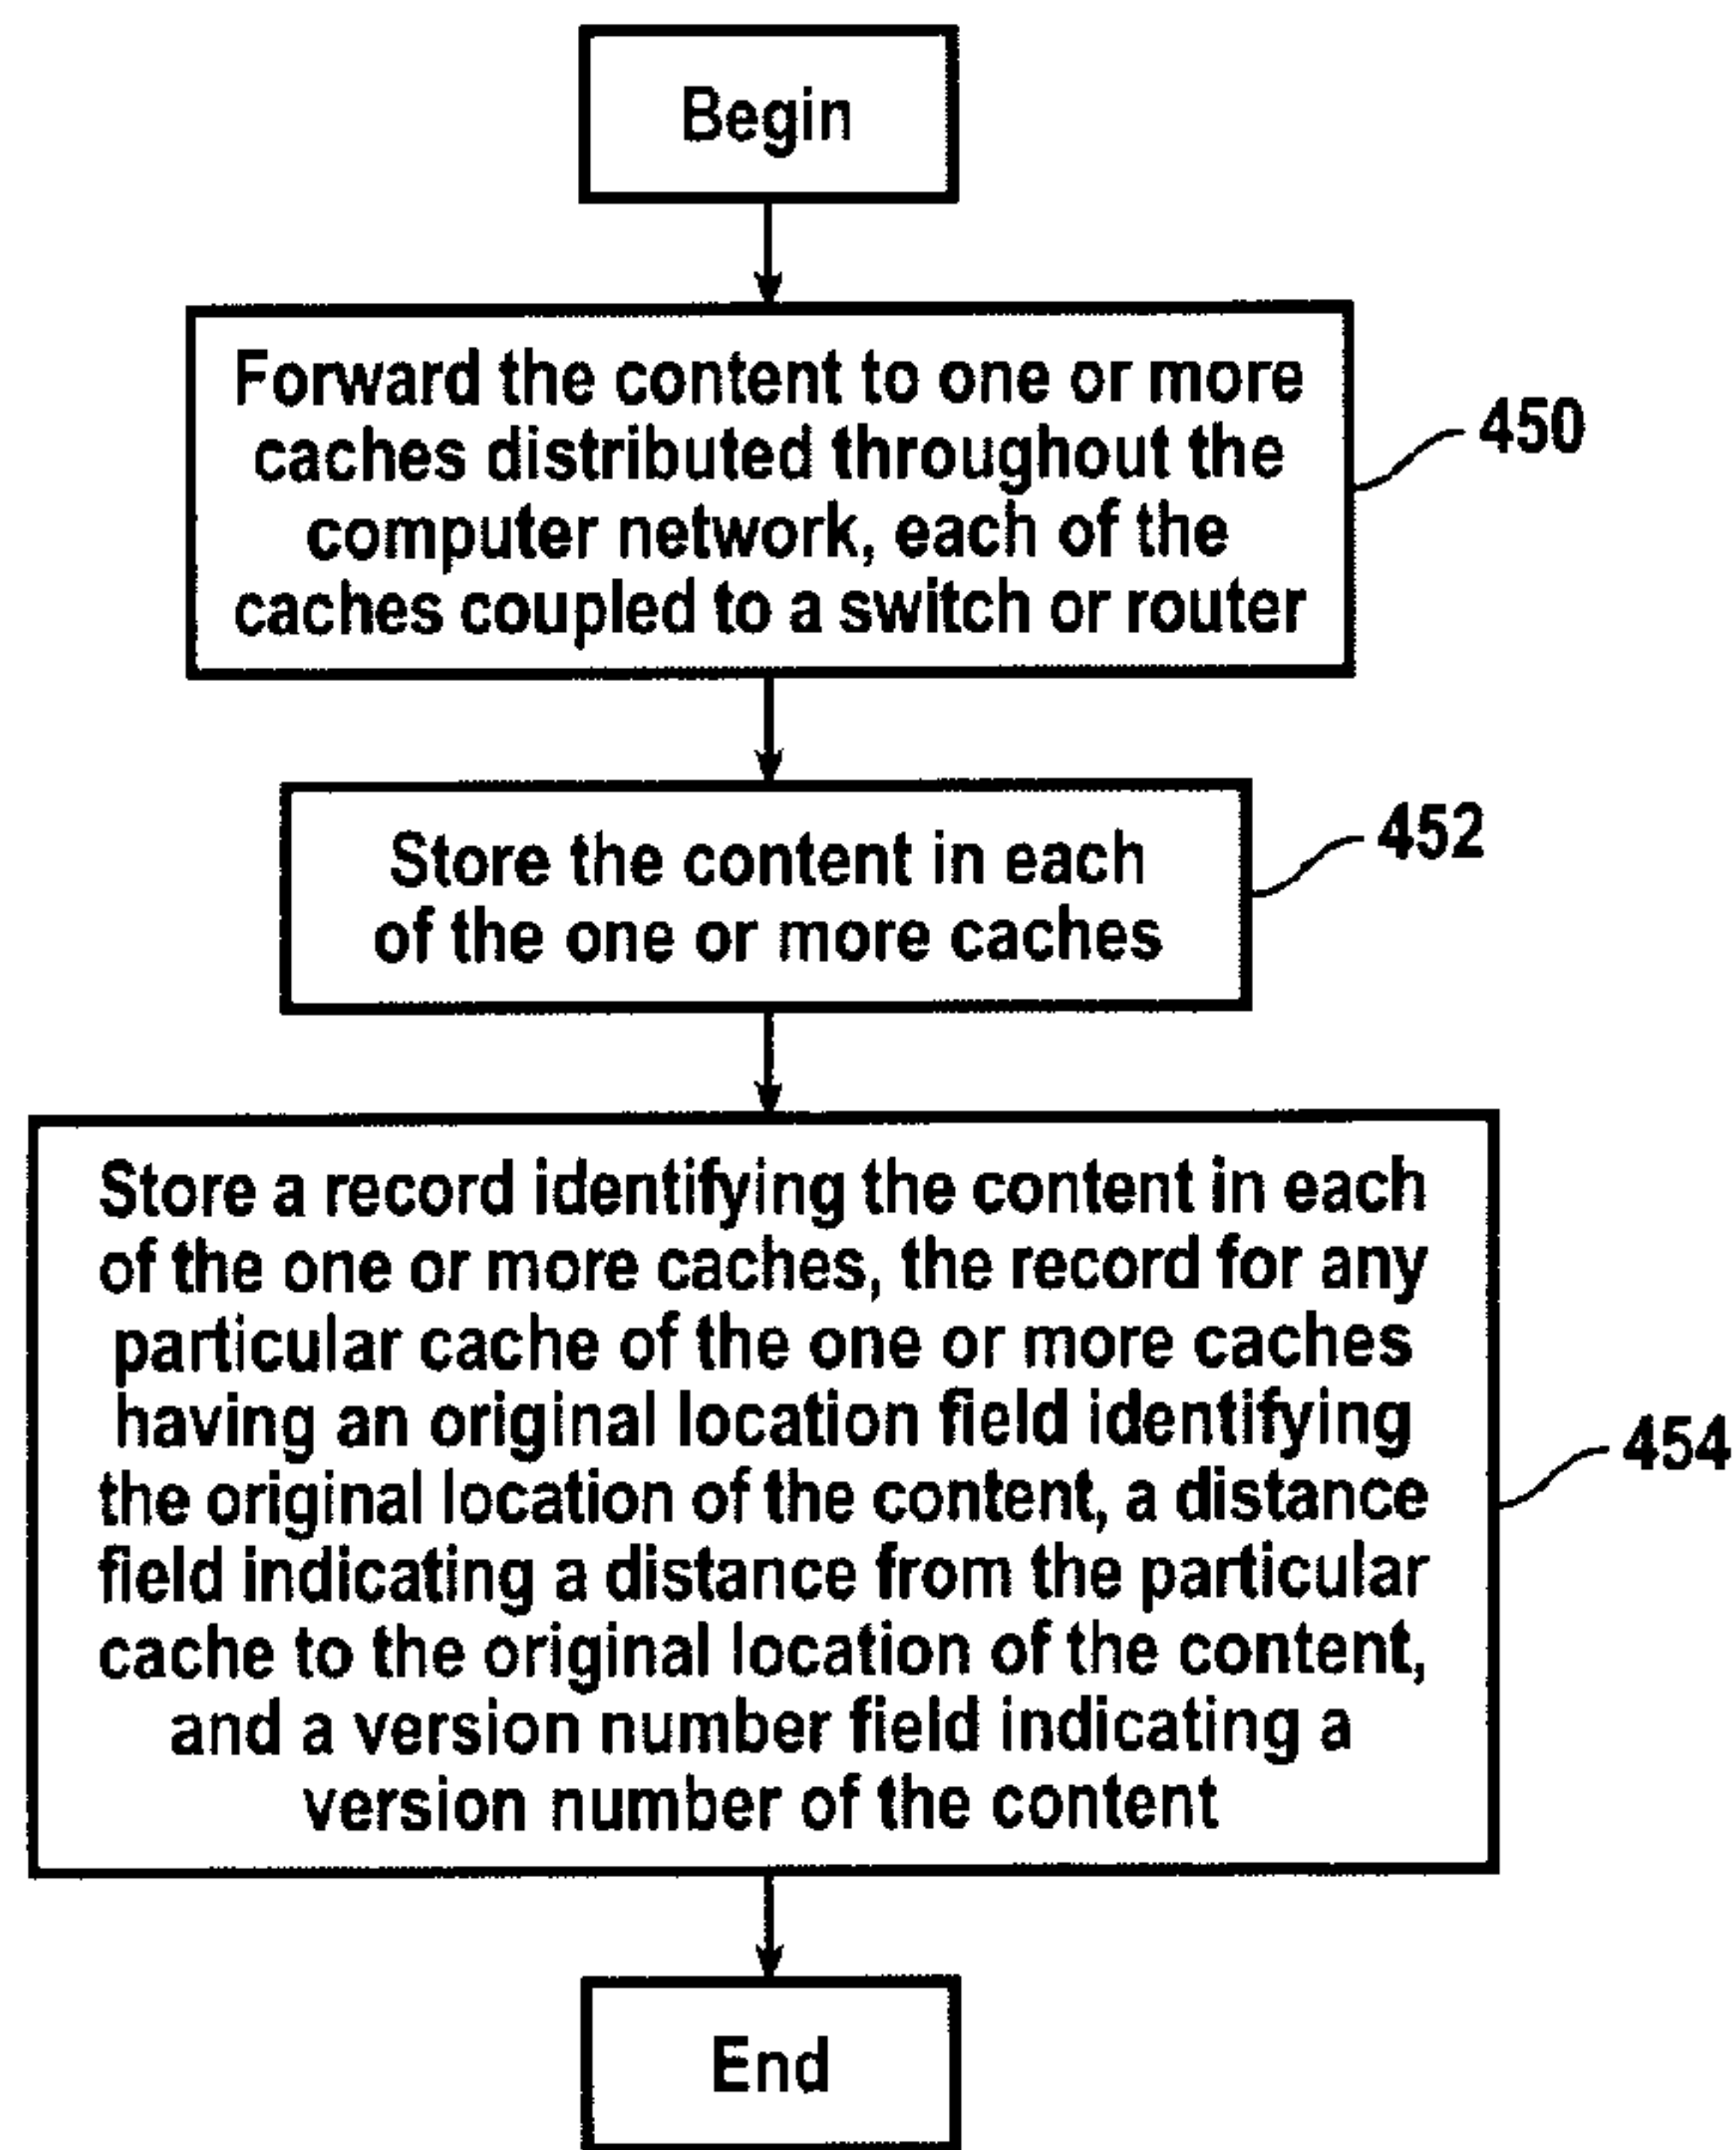 Begin
Forward the content to one or more
caches distributed throughout the
computer network, each of the
caches coupled to a switch or router
450
Store the content in each
of the one or more caches
452
Store a record identifying the content in each
of the one or more caches, the record for any
particular cache of the one or more caches
having an original location field identifying
the original location of the content, a distance
field indicating a distance from the particular
cache to the original location of the content,
and a version number field indicating a
version number of the content
454
End